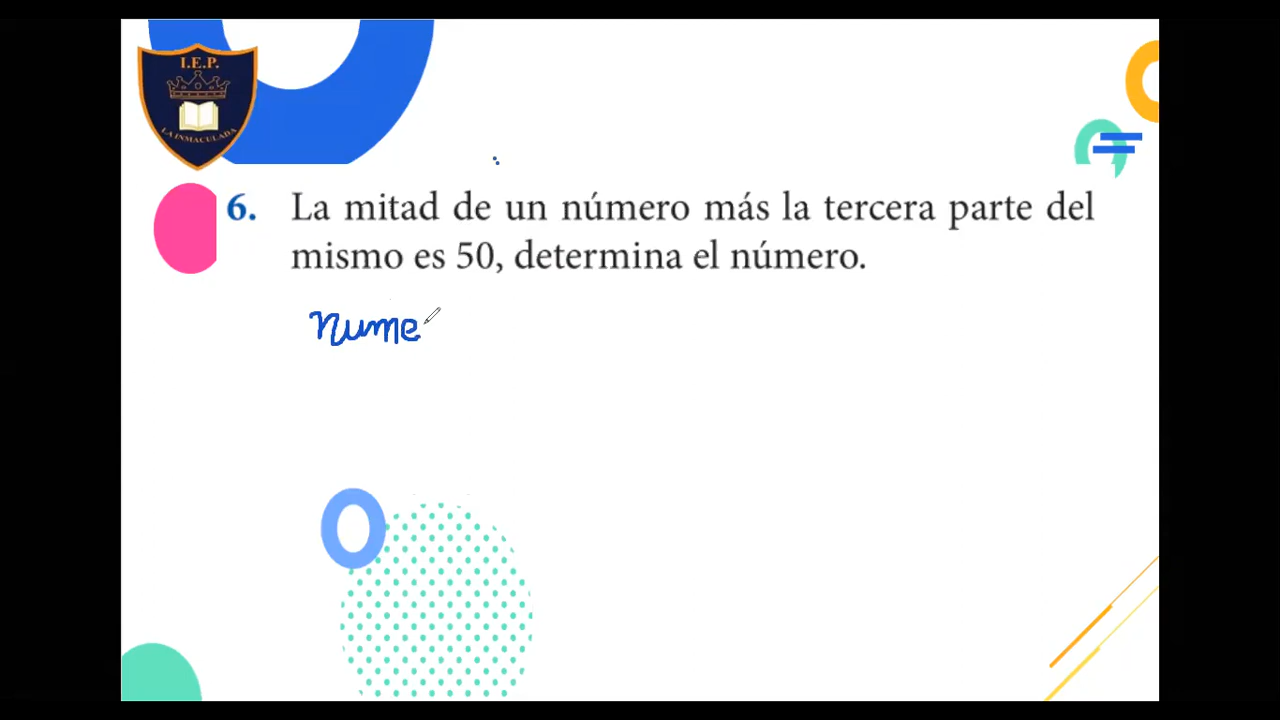 I.E.P.
LA INMACULADA
6. La mitad de un número más la tercera parte del
mismo es 50, determina el número.
nume